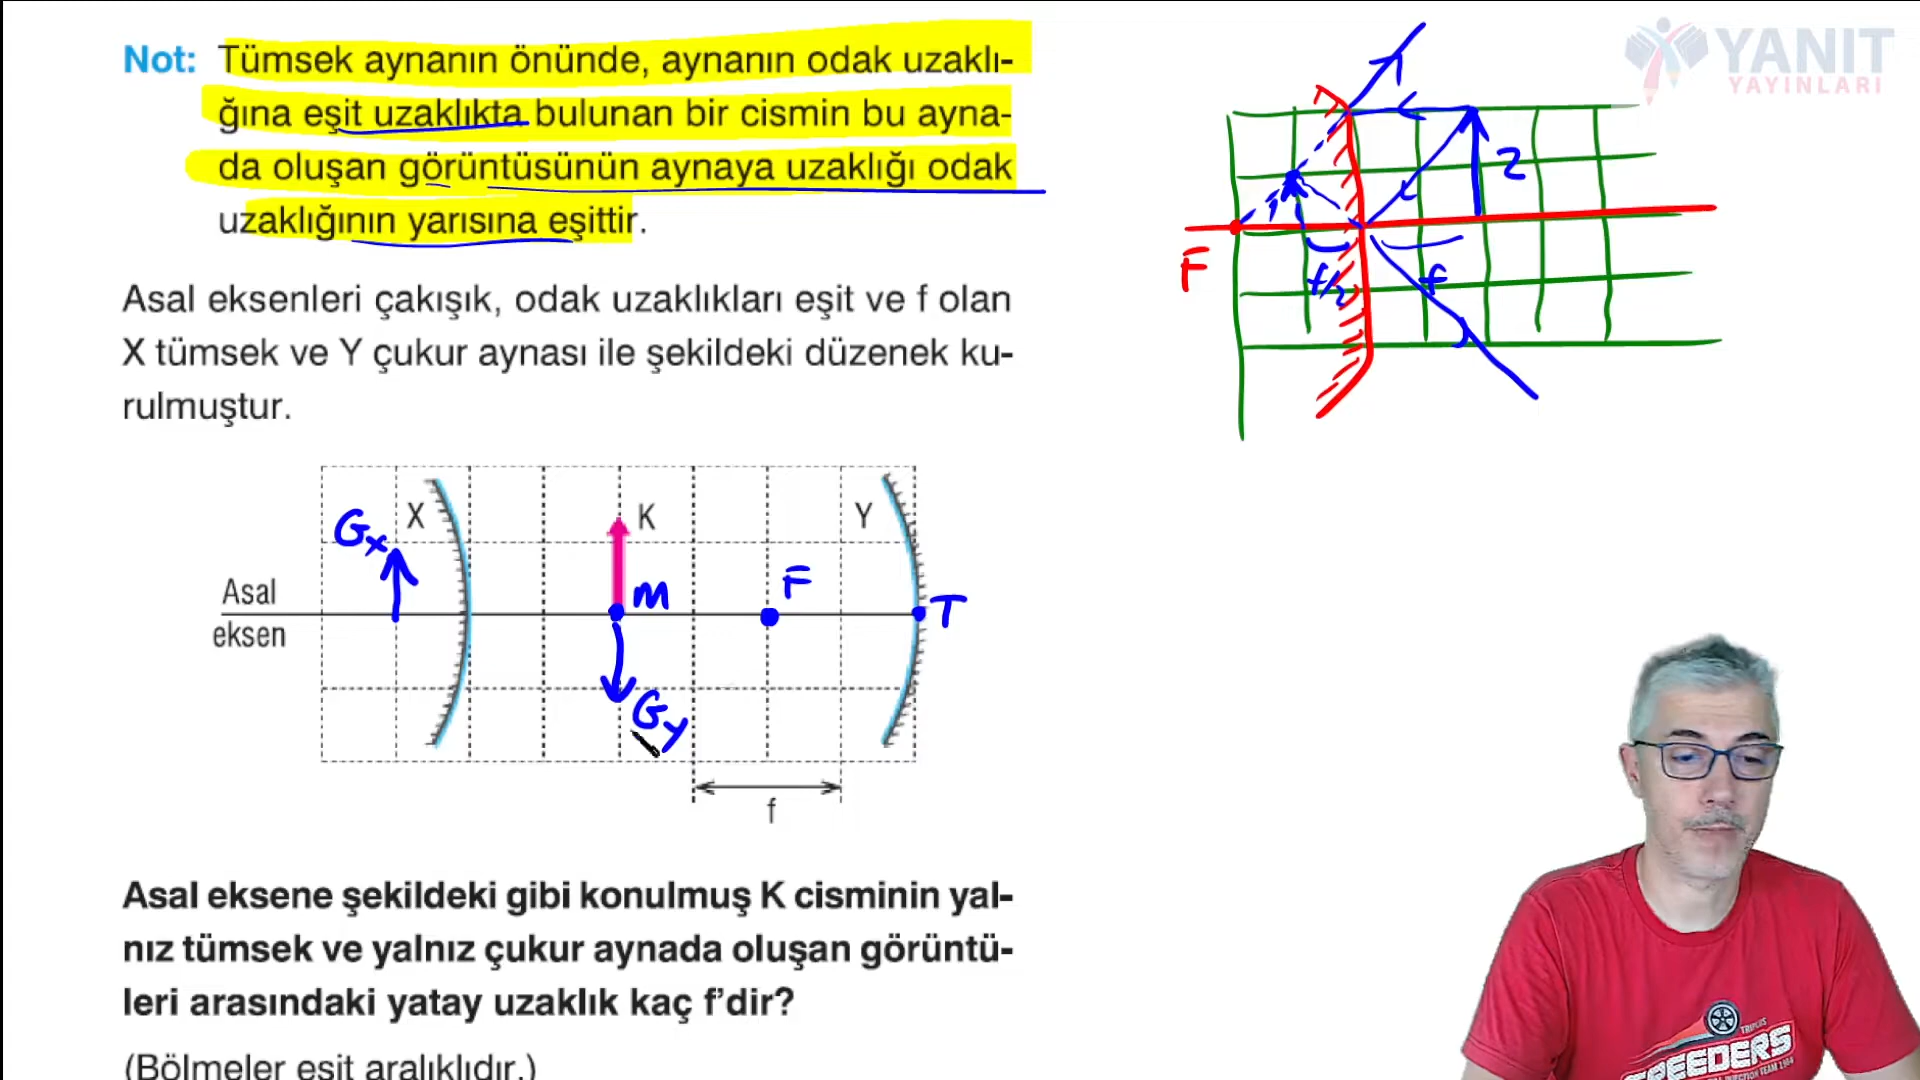 Not: Tümsek aynanın önünde, aynanın odak uzaklı-
ğına eşit uzaklıkta bulunan bir cismin bu ayna-
da oluşan görüntüsünün aynaya uzaklığı odak
uzaklığının yarısına eşittir.
Asal eksenleri çakışık, odak uzaklıkları eşit ve f olan
X tümsek ve Y çukur aynası ile şekildeki düzenek ku-
rulmuştur.
Gx
X
K
Y
Asal
eksen
M
F
T
Gy
f
Asal eksene şekildeki gibi konulmuş K cisminin yal-
nız tümsek ve yalnız çukur aynada oluşan görüntü-
leri arasındaki yatay uzaklık kaç f’dir?
(Bölmeler eşit aralıklıdır.)
YANIT
YAYINLARI
2
F
f/2
f